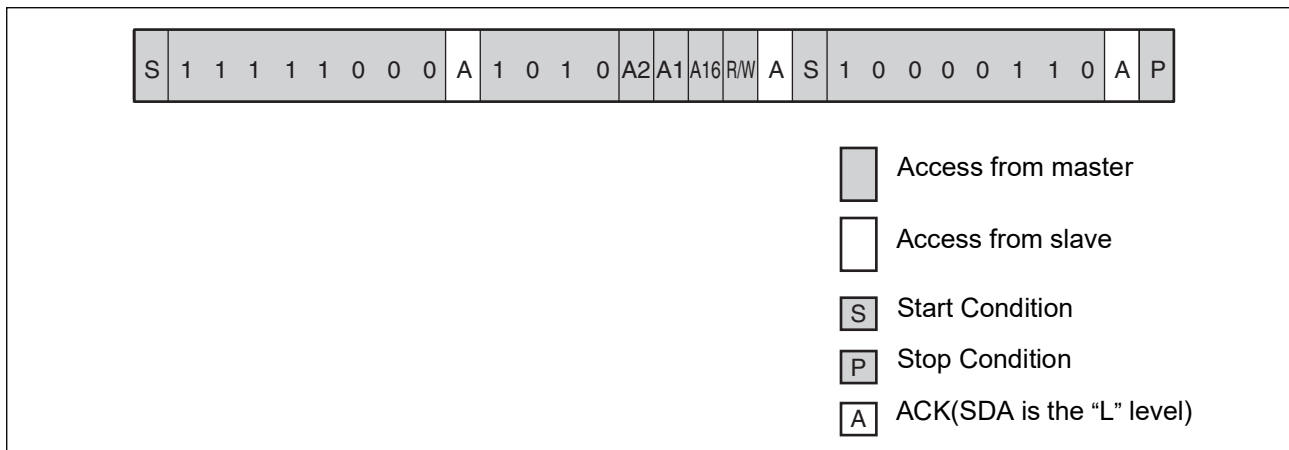 S 1 1 1 1 1 0 0 0 A 1 0 1 0 A2 A1 A16 R/W A S 1 0 0 0 0 1 1 0 A P
Access from master
Access from slave
S Start Condition
P Stop Condition
A ACK(SDA is the “L” level)